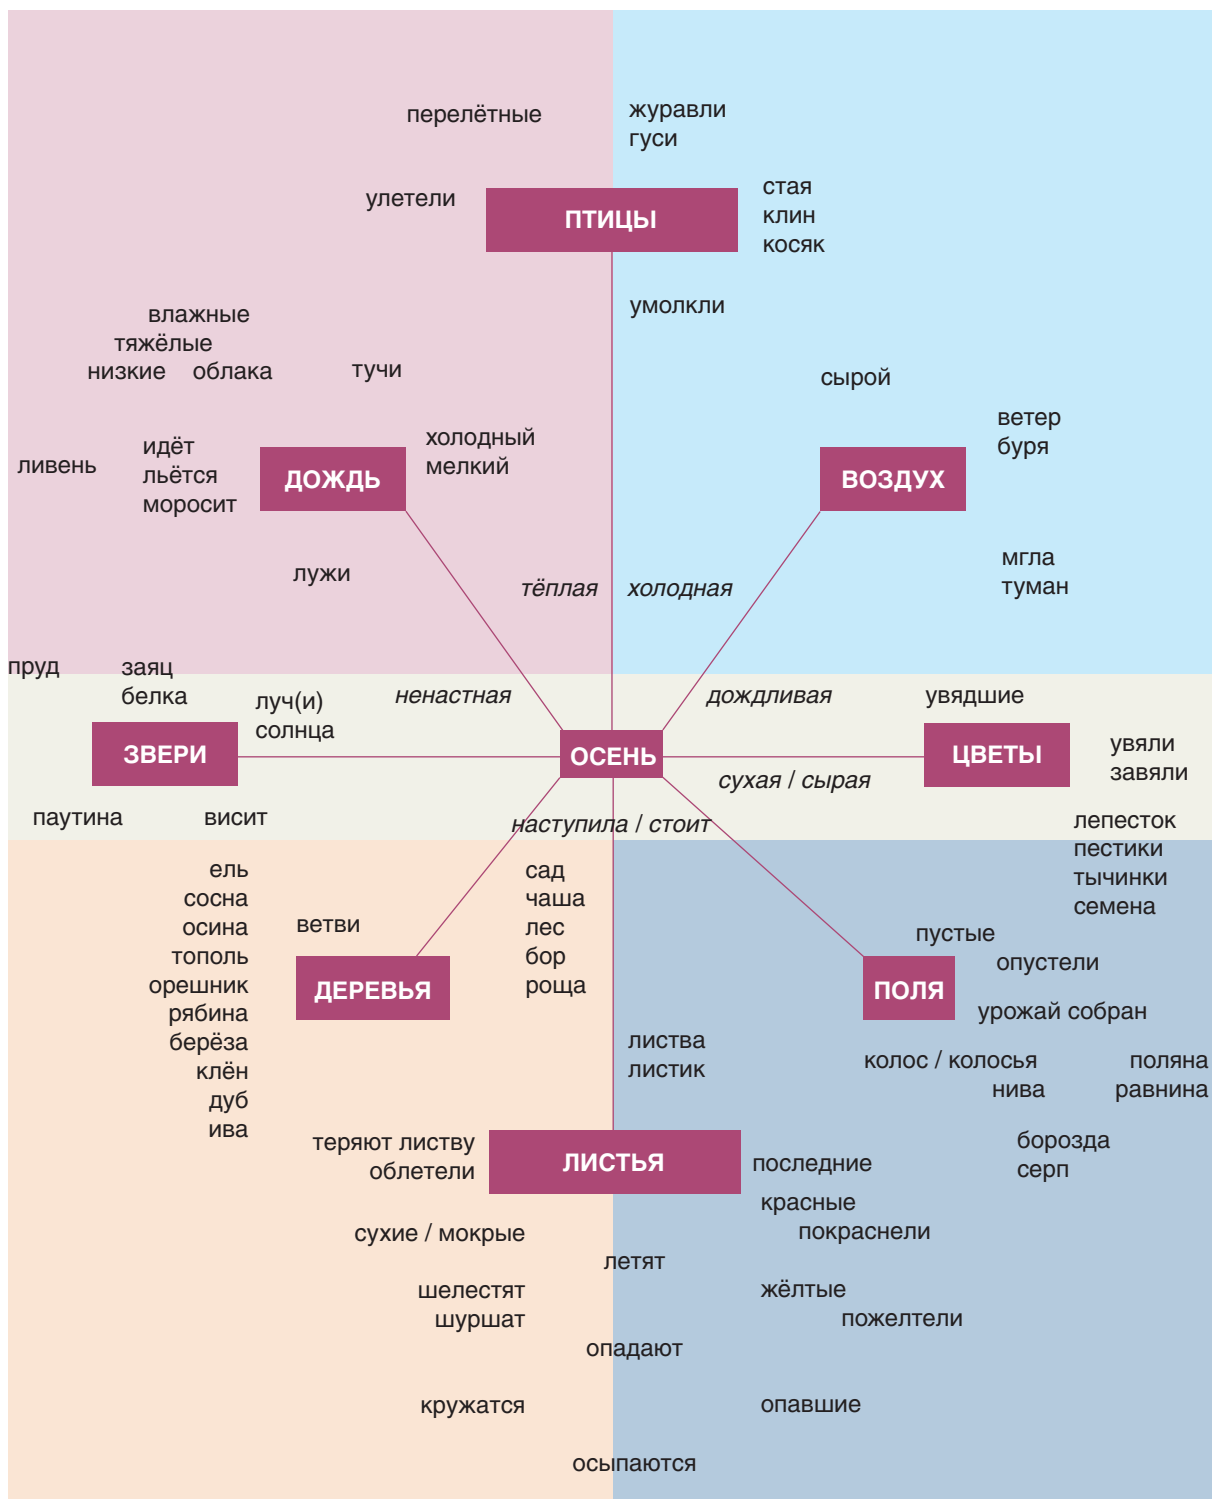 перелётные
журавли
гуси
улетели
ПТИЦЫ
стая
клин
косяк
умолкли
влажные
тяжёлые
низкие облака
тучи
сырой
ливень
идёт
льётся
моросит
ДОЖДЬ
холодный
мелкий
ВОЗДУХ
ветер
буря
лужи
мгла
туман
тёплая
холодная
пруд
заяц
белка
луч(и)
солнца
ненастная
дождливая
увядшие
ЗВЕРИ
ОСЕНЬ
ЦВЕТЫ
увяли
завяли
сухая / сырая
паутина
висит
наступила / стоит
лепесток
пестики
тычинки
семена
ель
сосна
осина
тополь
орешник
рябина
берёза
клён
дуб
ива
ветви
ДЕРЕВЬЯ
сад
чаша
лес
бор
роща
пустые
опустели
ПОЛЯ
урожай собран
колос / колосья
нива
поляна
равнина
борозда
серп
листва
листик
теряют листву
облетели
ЛИСТЬЯ
последние
красные
покраснели
сухие / мокрые
летят
шелестят
шуршат
жёлтые
пожелтели
опадают
кружатся
опавшие
осыпаются